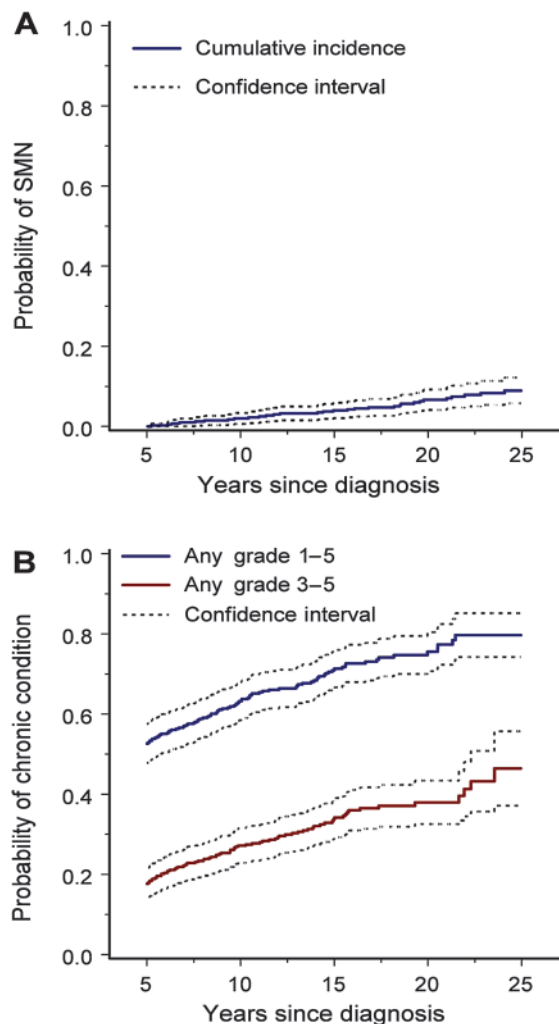 A
1.0
Cumulative incidence
Confidence interval
0.8
0.6
0.4
0.2
0.0
Probability of SMN
5 10 15 20 25
Years since diagnosis
B
1.0
Any grade 1–5
Any grade 3–5
Confidence interval
0.8
0.6
0.4
0.2
0.0
Probability of chronic condition
5 10 15 20 25
Years since diagnosis